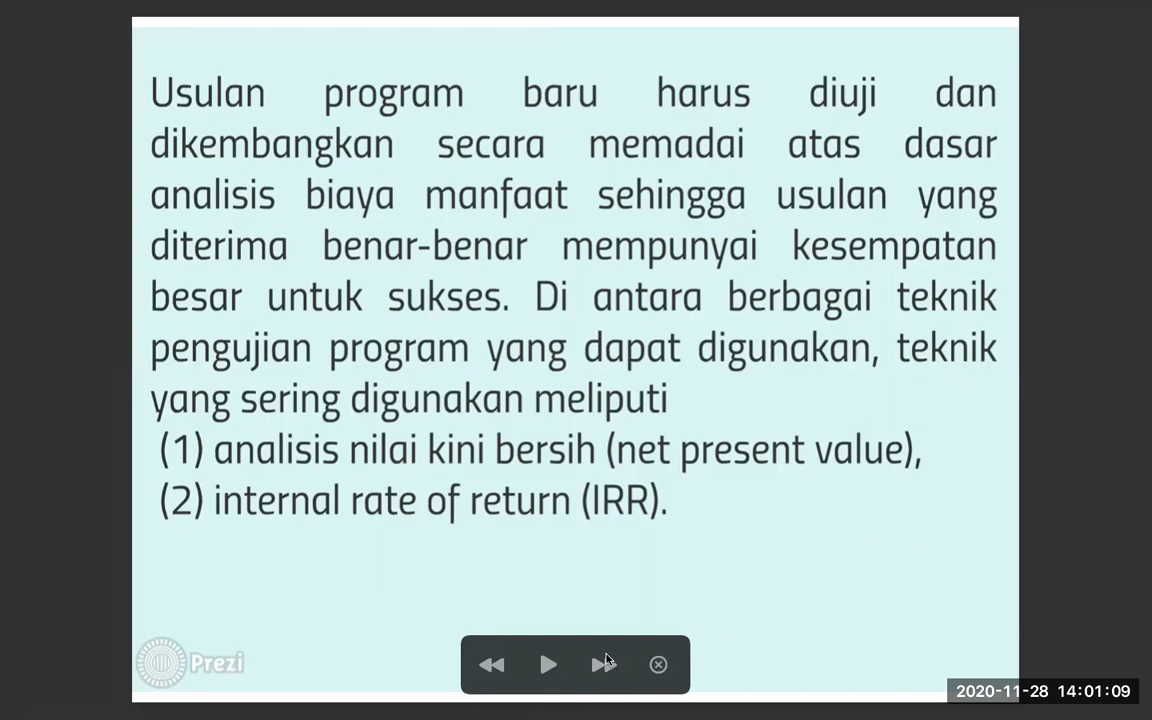 Usulan program baru harus diuji dan
dikembangkan secara memadai atas dasar
analisis biaya manfaat sehingga usulan yang
diterima benar-benar mempunyai kesempatan
besar untuk sukses. Di antara berbagai teknik
pengujian program yang dapat digunakan, teknik
yang sering digunakan meliputi
(1) analisis nilai kini bersih (net present value),
(2) internal rate of return (IRR).
Prezi
2020-11-28 14:01:09